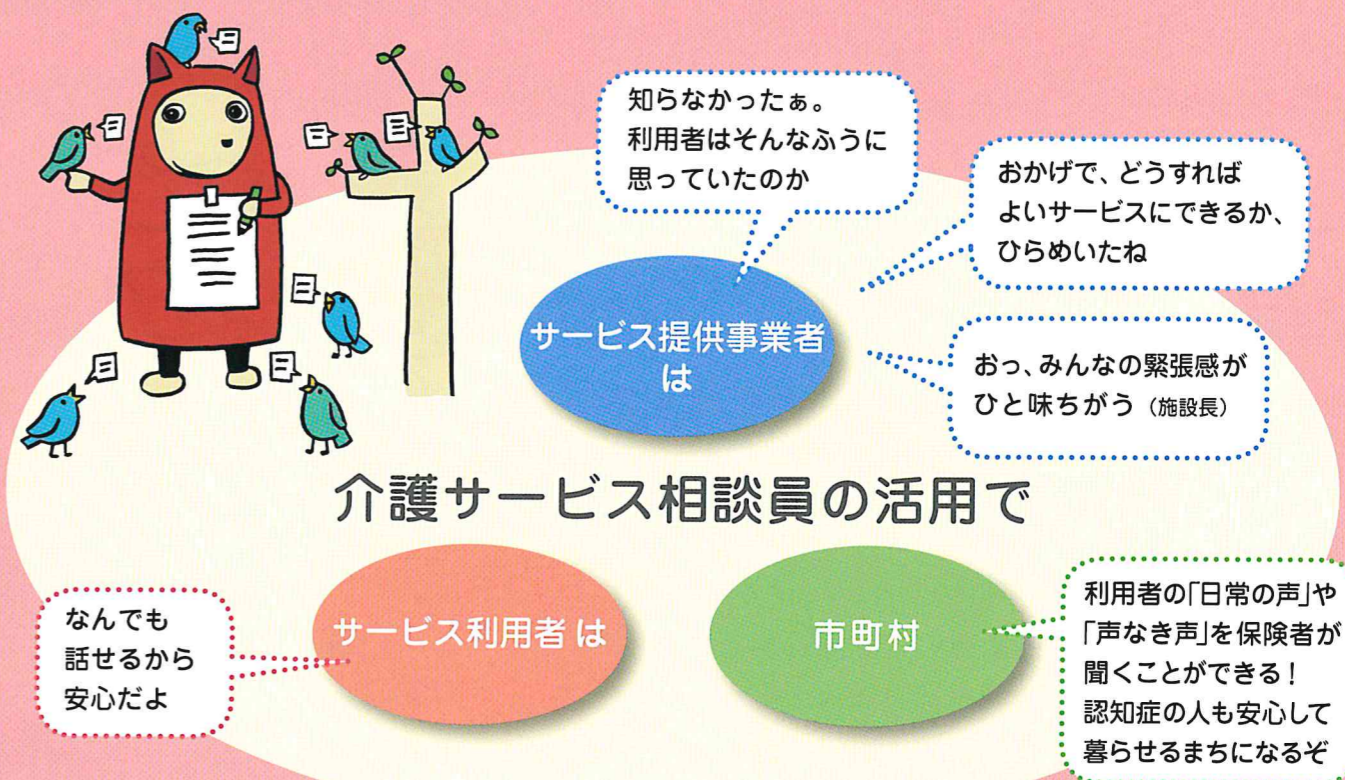 知らなかったぁ。
利用者はそんなふうに
思っていたのか
おかげで、どうすれば
よいサービスにできるか、
ひらめいたね
サービス提供事業者
は
おっ、みんなの緊張感が
ひと味ちがう（施設長）
介護サービス相談員の活用で
なんでも
話せるから
安心だよ
サービス利用者 は
市町村
利用者の「日常の声」や
「声なき声」を保険者が
聞くことができる！
認知症の人も安心して
暮らせるまちになるぞ